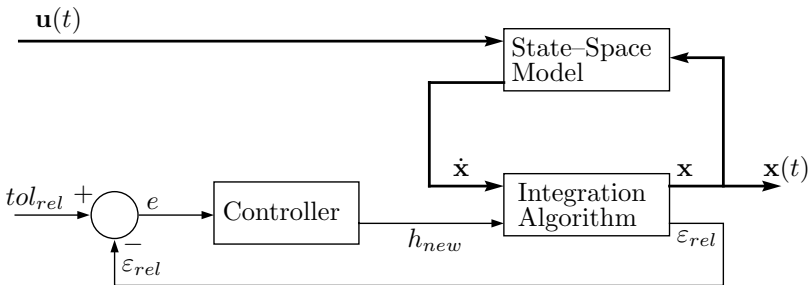 u(t)
State–Space
Model
ẋ
x
x(t)
tol_rel
+
e
Controller
Integration
Algorithm
−
h_new
ε_rel
ε_rel